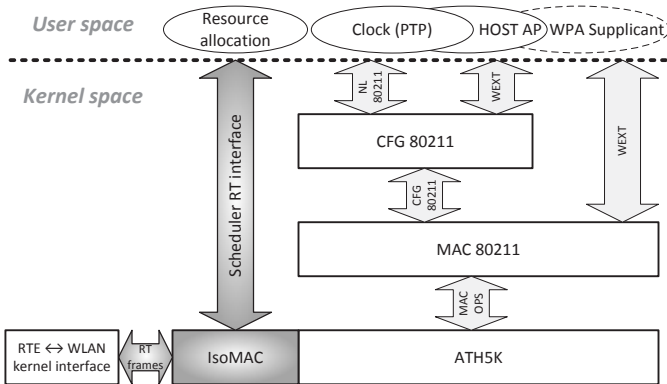 User space
Resource
allocation
Clock (PTP)
HOST AP
WPA Supplicant
Kernel space
NL
80211
WEXT
CFG 80211
Scheduler RT interface
WEXT
CFG
80211
MAC 80211
MAC
OPS
RTE ↔ WLAN
kernel interface
RT
frames
IsoMAC
ATH5K